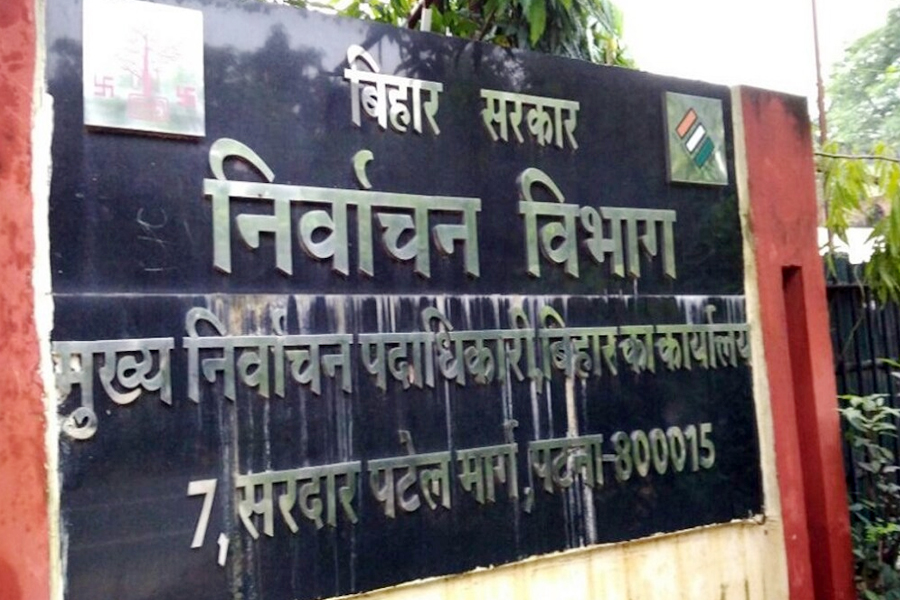 बिहार सरकार
निर्वाचन विभाग
मुख्य निर्वाचन पदाधिकारी, बिहार का कार्यालय
7, सरदार पटेल मार्ग, पटना-800015